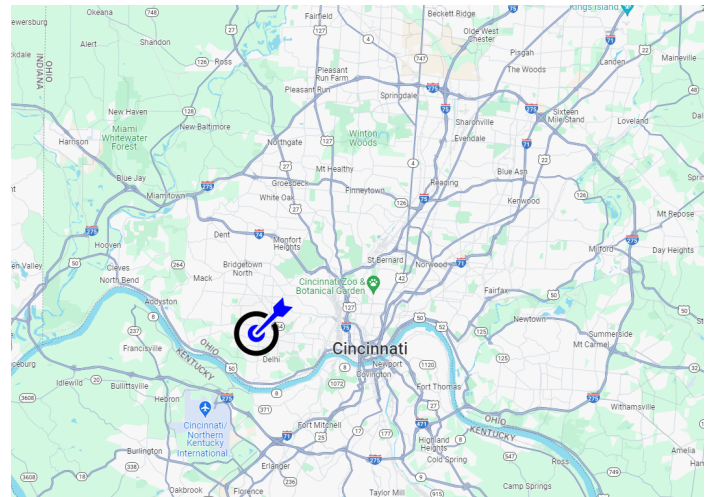 Okeana
Fairfield
Beckett Ridge
Kings Island
Shandon
Alert
Ross
Olde West
Chester
Pisgah
The Woods
Landen
Maineville
OHIO
INDIANA
Pleasant
Run Farm
Pleasant Run
Springdale
Sharonville
Evendale
Sixteen
Mile Stand
Loveland
New Haven
Miami
Whitewater
Forest
New Baltimore
Harrison
Northgate
Winton
Woods
Mt Healthy
Groesbeck
White Oak
Finneytown
Reading
Blue Ash
Kenwood
Blue Jay
Miamitown
Mt Repose
Dent
Monfort
Heights
Hooven
Cleves
North Bend
Bridgetown
North
Mack
St Bernard
Norwood
Milford
Day Heights
Addyston
Cincinnati Zoo &
Botanical Garden
Fairfax
Newtown
Summerside
Mt Carmel
Francisville
OHIO
KENTUCKY
Delhi
Cincinnati
Newport
Covington
Idlewild
Bullittsville
Hebron
Fort Thomas
Withamsville
Cincinnati/
Northern
Kentucky
International
Fort Mitchell
Highland
Heights
Cold Spring
OHIO
KENTUCKY
Burlington
Erlanger
Ross
Amelia
Oakbrook
Florence
Taylor Mill
Camp Springs